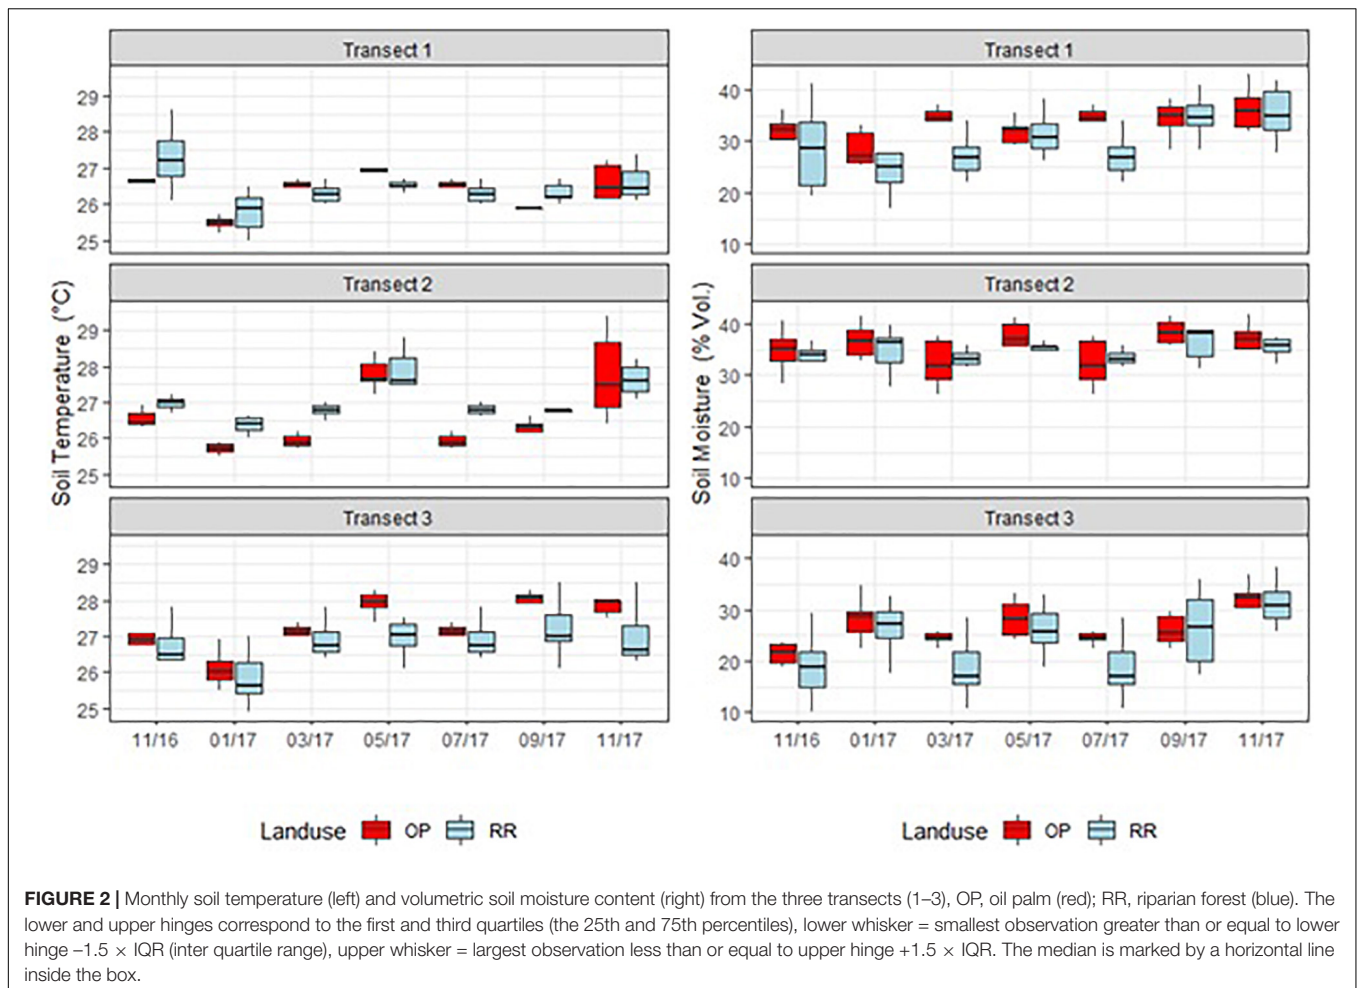 Transect 1
29
28
27
26
25
Transect 2
29
28
27
26
25
Transect 3
29
28
27
26
25
Soil Temperature (°C)
11/16 01/17 03/17 05/17 07/17 09/17 11/17
Landuse OP RR
Transect 1
40
30
20
10
Transect 2
40
30
20
10
Transect 3
40
30
20
10
Soil Moisture (% Vol.)
11/16 01/17 03/17 05/17 07/17 09/17 11/17
Landuse OP RR
FIGURE 2 | Monthly soil temperature (left) and volumetric soil moisture content (right) from the three transects (1–3), OP, oil palm (red); RR, riparian forest (blue). The
lower and upper hinges correspond to the first and third quartiles (the 25th and 75th percentiles), lower whisker = smallest observation greater than or equal to lower
hinge –1.5 × IQR (inter quartile range), upper whisker = largest observation less than or equal to upper hinge +1.5 × IQR. The median is marked by a horizontal line
inside the box.